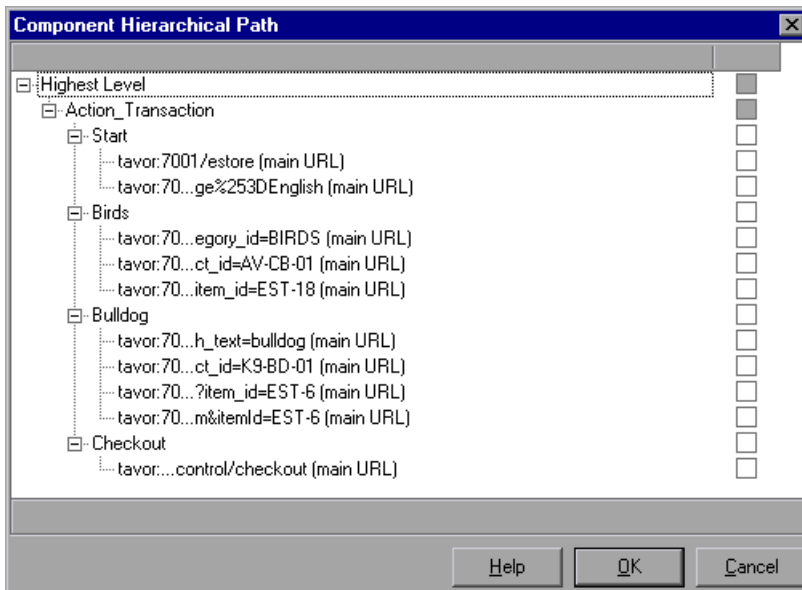 Component Hierarchical Path
Highest Level
Action_Transaction
Start
tavor:7001/estore (main URL)
tavor:70...ge%253DEnglish (main URL)
Birds
tavor:70...egory_id=BIRDS (main URL)
tavor:70...ct_id=AV-CB-01 (main URL)
tavor:70...item_id=EST-18 (main URL)
Bulldog
tavor:70...h_text=bulldog (main URL)
tavor:70...ct_id=K9-BD-01 (main URL)
tavor:70...?item_id=EST-6 (main URL)
tavor:70...m&itemId=EST-6 (main URL)
Checkout
tavor:...control/checkout (main URL)
Help OK Cancel